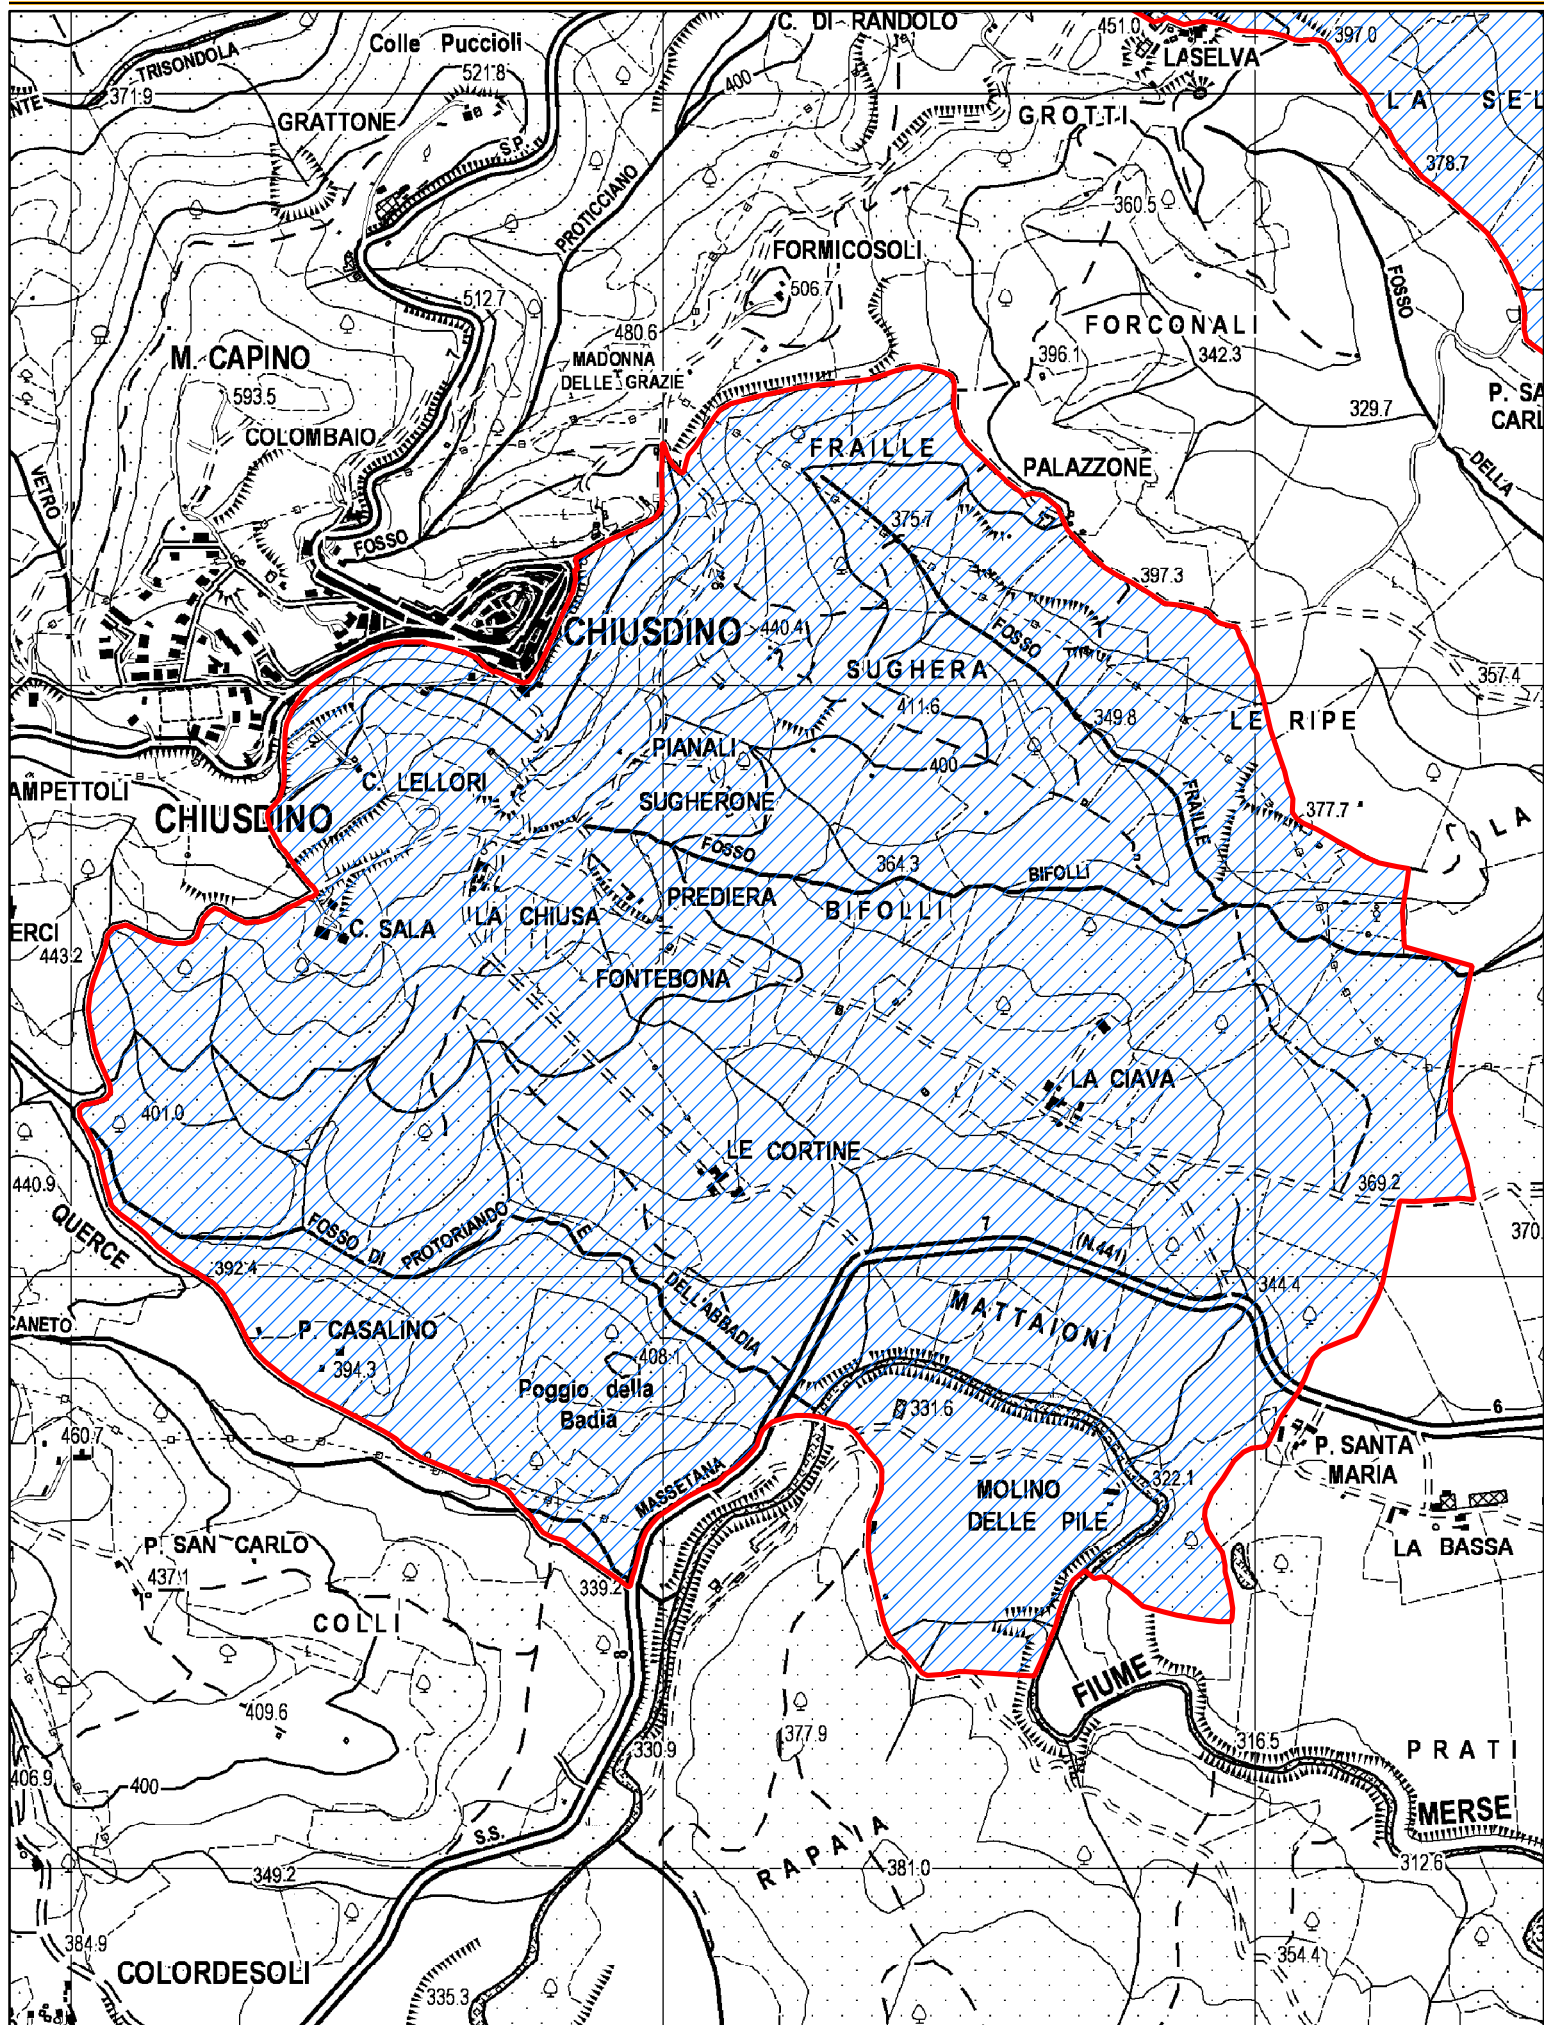 C. DI RANDOLO
451.0
397.0
Colle Puccioli
LASELVA
TRISONDOLA
521.8
400
371.9
LA SEL
GRATTONE
GROTTI
S.P.
378.7
PROTICCIANO
360.5
FORMICOSOLI
506.7
FOSSO
512.7
480.6
FORCONALI
342.3
M. CAPINO
593.5
7
MADONNA
DELLE GRAZIE
396.1
329.7
P. SA
CARL
COLOMBAIO
FRAILLE
PALAZZONE
DELLA
VETRO
FOSSO
375.7
397.3
CHIUSDINO
440.4
FOSSO
SUGHERA
411.6
357.4
349.8
LE RIPE
PIANALI
400
C. LELLORI
AMPETTOLI
CHIUSDINO
SUGHERONE
FRAILLE
377.7
LA
FOSSO
364.3
BIFOLLI
PREDIERA
BIFOLLI
LA CHIUSA
C. SALA
ERCI
443.2
FONTEBONA
LA CIAVA
401.0
LE CORTINE
440.9
369.2
QUERCE
FOSSO DI PROTORIANDO
E
7
(N.441)
370.
392.4
DELL'ABBADIA
344.4
MATTAIONI
CANETO
P. CASALINO
394.3
408.1
Poggio della
Badia
331.6
6
460.7
P. SANTA
MARIA
MASSETANA
322.1
MOLINO
DELLE PILE
P. SAN CARLO
437.1
LA BASSA
339.2
COLLI
8
FIUME
409.6
377.9
330.9
316.5
PRATI
406.9
400
MERSE
S.S.
RAPAIA
349.2
381.0
312.6
384.9
354.4
COLORDESOLI
335.3